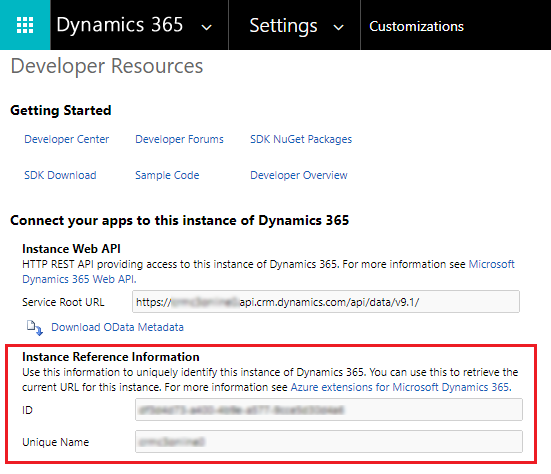 Dynamics 365 Settings Customizations
Developer Resources
Getting Started
Developer Center Developer Forums SDK NuGet Packages
SDK Download Sample Code Developer Overview
Connect your apps to this instance of Dynamics 365
Instance Web API
HTTP REST API providing access to this instance of Dynamics 365. For more information see Microsoft
Dynamics 365 Web API.
Service Root URL https:// api.crm.dynamics.com/api/data/v9.1/
Download OData Metadata
Instance Reference Information
Use this information to uniquely identify this instance of Dynamics 365. You can use this to retrieve the
current URL for this instance. For more information see Azure extensions for Microsoft Dynamics 365.
ID
Unique Name